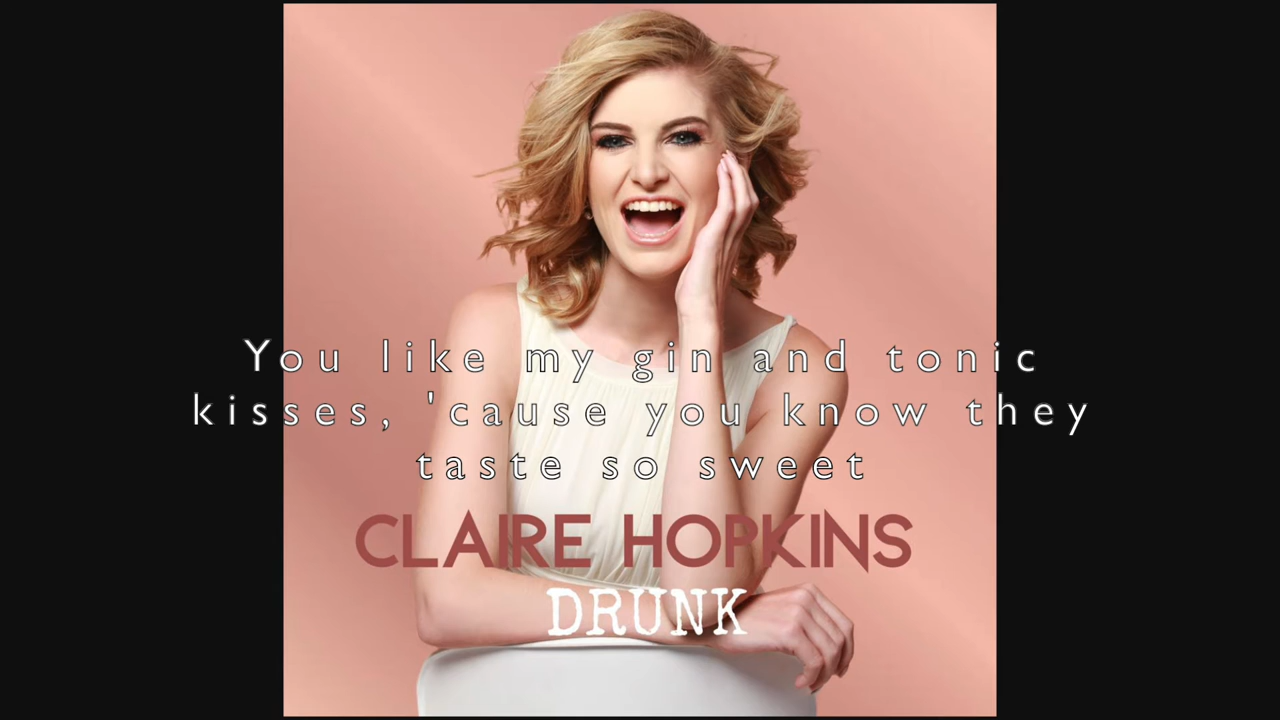 You like my gin and tonic
kisses, 'cause you know they
taste so sweet
CLAIRE HOPKINS
DRUNK